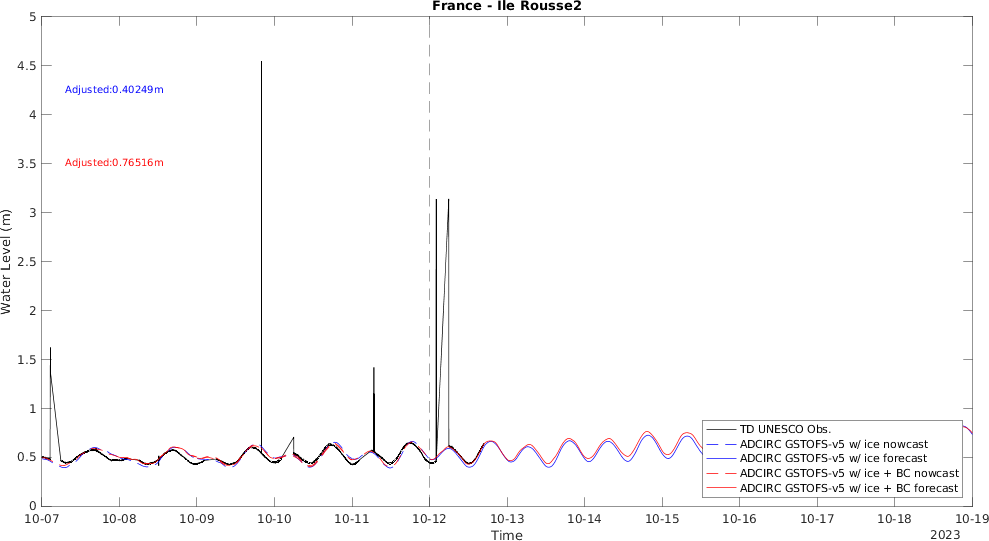 France - Ile Rousse2
5
4.5
4
3.5
3
2.5
2
1.5
1
0.5
0
Water Level (m)
Adjusted:0.40249m
Adjusted:0.76516m
TD UNESCO Obs.
ADCIRC GSTOFS-v5 w/ ice nowcast
ADCIRC GSTOFS-v5 w/ ice forecast
ADCIRC GSTOFS-v5 w/ ice + BC nowcast
ADCIRC GSTOFS-v5 w/ ice + BC forecast
10-07 10-08 10-09 10-10 10-11 10-12 10-13 10-14 10-15 10-16 10-17 10-18 10-19
Time
2023